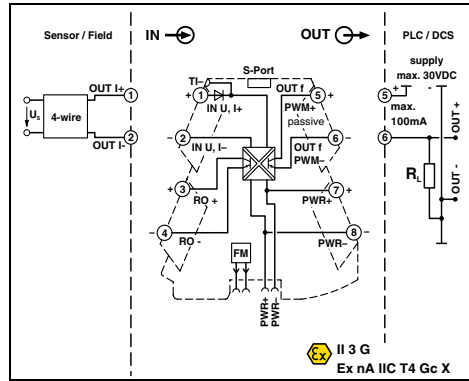 Sensor / Field
IN
OUT
PLC / DCS
S-Port
supply
max. 30VDC
TI–
OUT I+
1
+
1
IN U, I+
OUT f
5
+
PWM+
passive
5
+
-
max.
100mA
OUT +
Us
4-wire
2
OUT I-
–
2
IN U, I–
OUT f
6
–
PWM–
6
RL
OUT -
+
3
RO +
7
+
PWR+
–
4
RO -
8
–
PWR–
FM
PWR+
PWR–
Ex
II 3 G
Ex nA IIC T4 Gc X